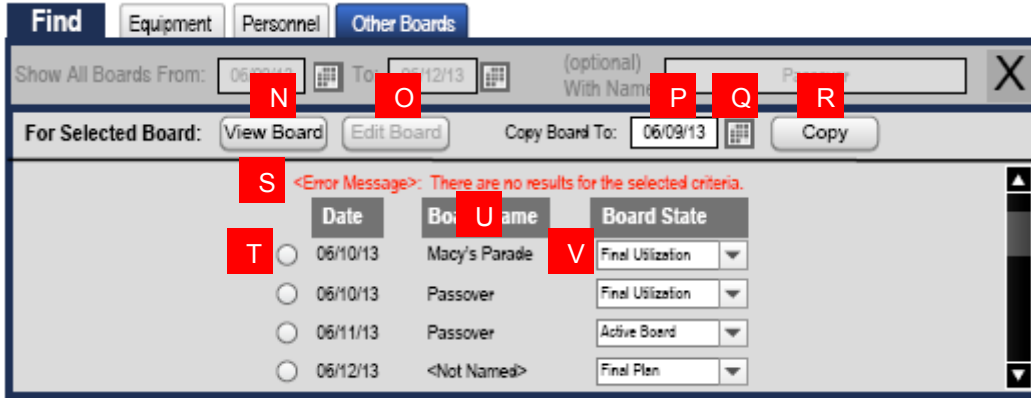 Find Equipment Personnel Other Boards
Show All Boards From: To: 06/12/13 (optional) X
With Name Passover
N O P Q R
For Selected Board: View Board Edit Board Copy Board To: 06/09/13 Copy
S <Error Message>: There are no results for the selected criteria.
Date U Board State
T 06/10/13 Macy's Parade V Final Utilization
06/10/13 Passover Final Utilization
06/11/13 Passover Active Board
06/12/13 <Not Named> Final Plan